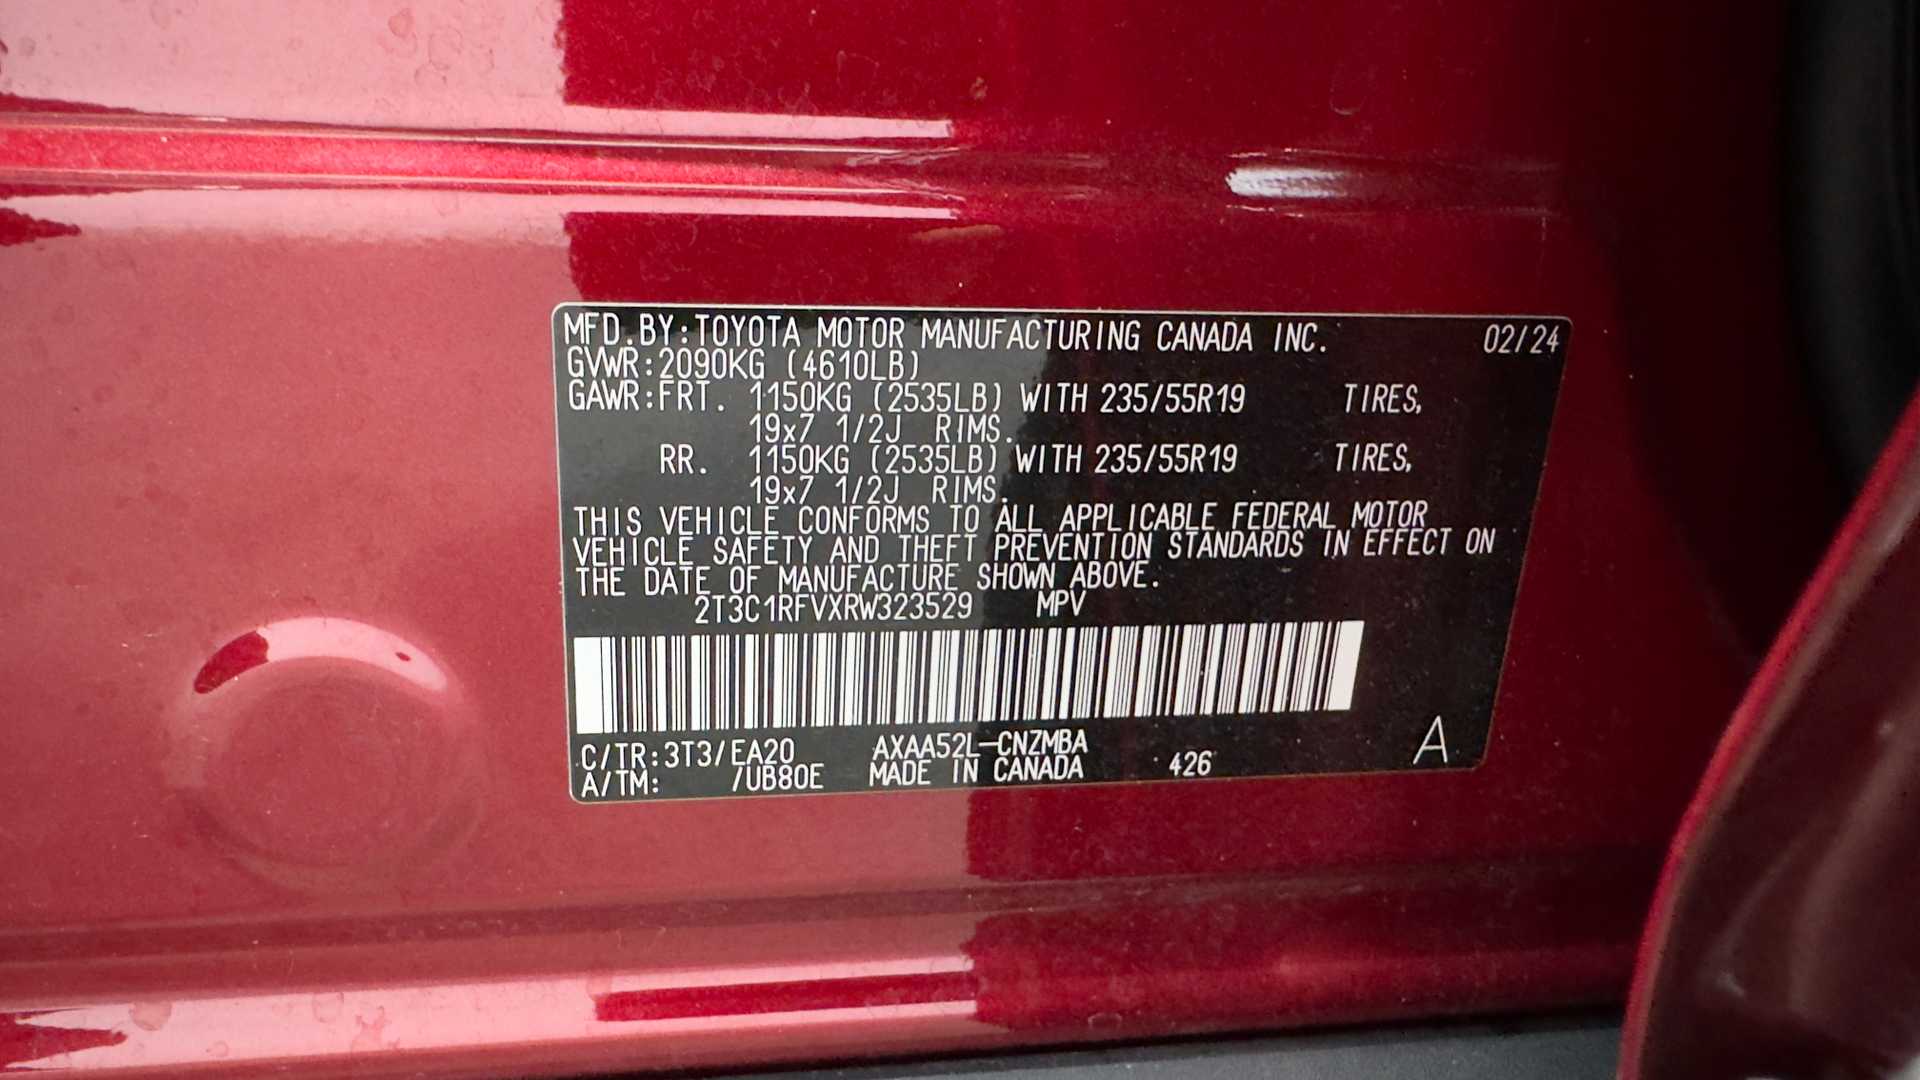 MFD.BY:TOYOTA MOTOR MANUFACTURING CANADA INC. 02/24
GVWR:2090KG (4610LB)
GAWR:FRT. 1150KG (2535LB) WITH 235/55R19 TIRES,
19x7 1/2J RIMS.
RR. 1150KG (2535LB) WITH 235/55R19 TIRES,
19x7 1/2J RIMS.
THIS VEHICLE CONFORMS TO ALL APPLICABLE FEDERAL MOTOR
VEHICLE SAFETY AND THEFT PREVENTION STANDARDS IN EFFECT ON
THE DATE OF MANUFACTURE SHOWN ABOVE.
2T3C1RFVXRW323529 MPV
C/TR:3T3/EA20 AXAA52L-CNZMBA
A/TM: /UB80E MADE IN CANADA 426 A